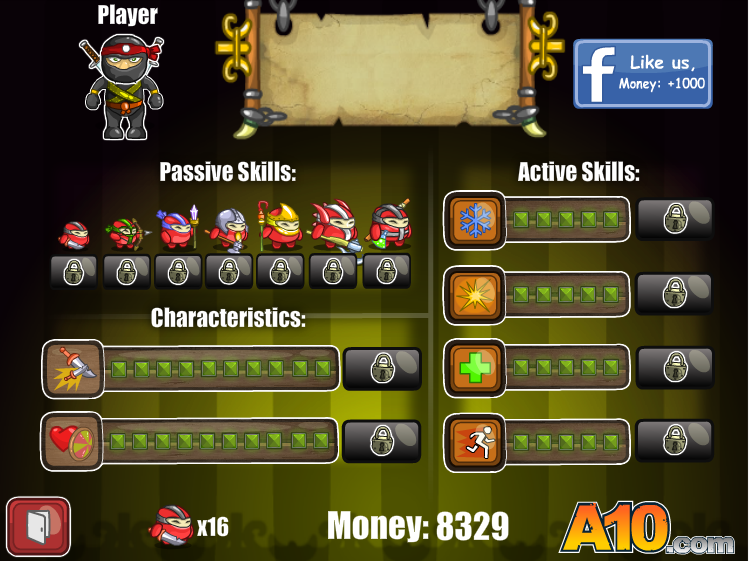 Player
f Like us,
Money: +1000
Passive Skills:
Active Skills:
Characteristics:
x16
Money: 8329
A10.com